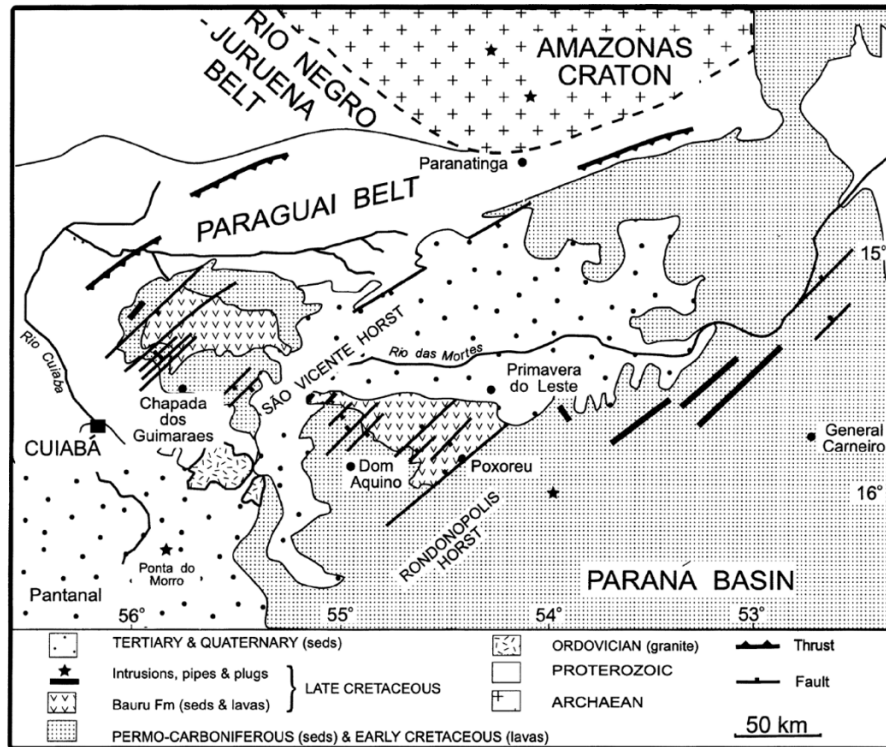 RIO NEGRO
JURUENA
BELT
AMAZONAS
CRATON
Paranatinga
PARAGUAI BELT
15°
Rio Cuiaba
SÃO VICENTE HORST
Rio das Mortes
Primavera
do Leste
Chapada
dos
Guimaraes
CUIABÁ
General
Carneiro
Dom
Aquino
Poxoreu
16°
RONDONOPOLIS
HORST
Ponta do
Morro
Pantanal
PARANÁ BASIN
56°
55°
54°
53°
TERTIARY & QUATERNARY (seds)
Intrusions, pipes & plugs
LATE CRETACEOUS
Bauru Fm (seds & lavas)
PERMO-CARBONIFEROUS (seds) & EARLY CRETACEOUS (lavas)
ORDOVICIAN (granite)
PROTEROZOIC
ARCHAEAN
Thrust
Fault
50 km